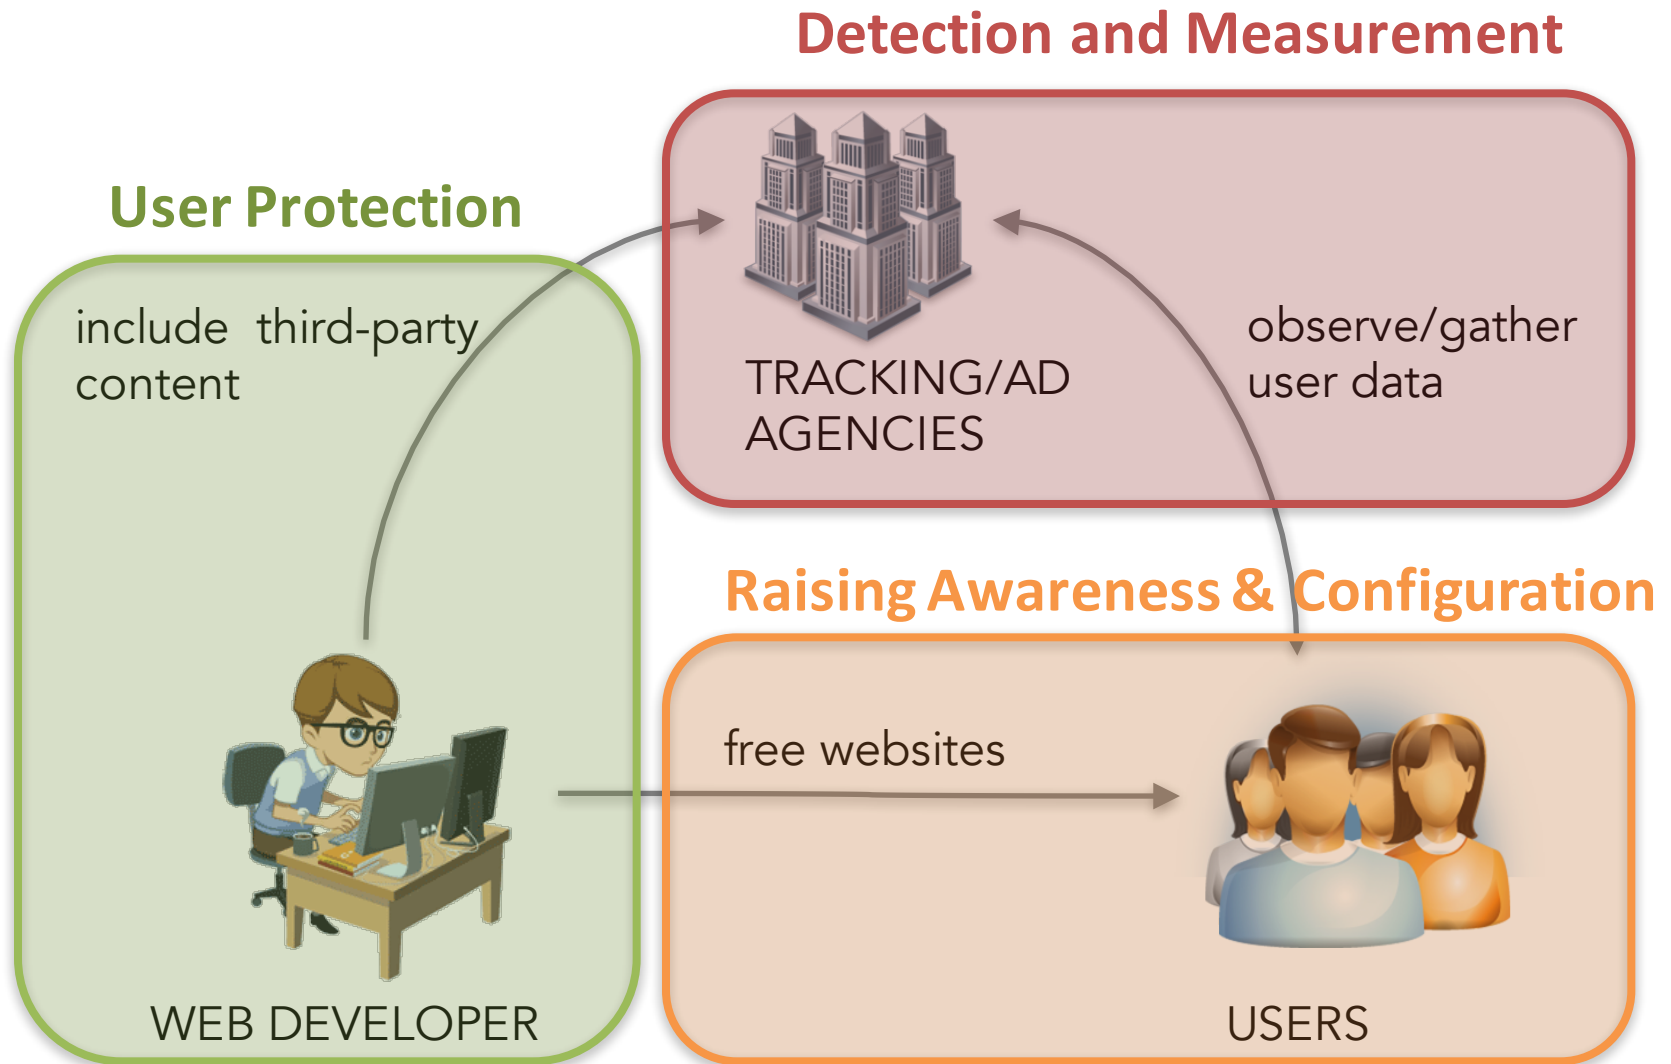 Detection and Measurement
User Protection
include third-party
content
TRACKING/AD
AGENCIES
observe/gather
user data
Raising Awareness & Configuration
free websites
WEB DEVELOPER
USERS